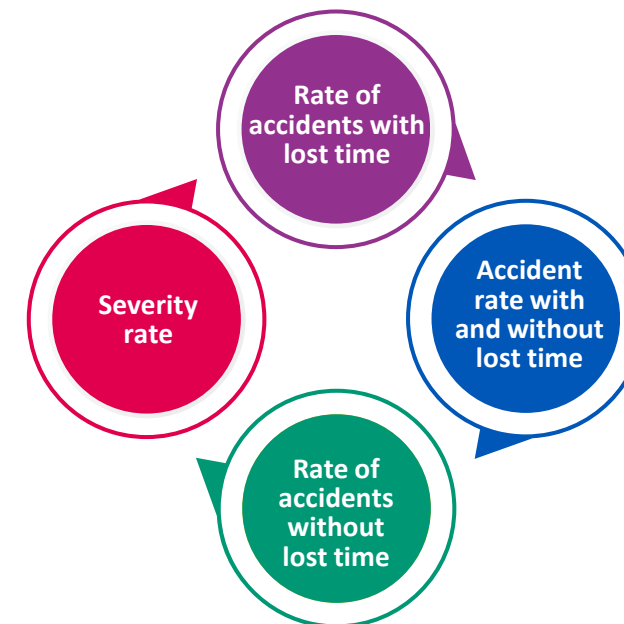 Rate of
accidents with
lost time
Accident
rate with
and without
lost time
Rate of
accidents
without
lost time
Severity
rate